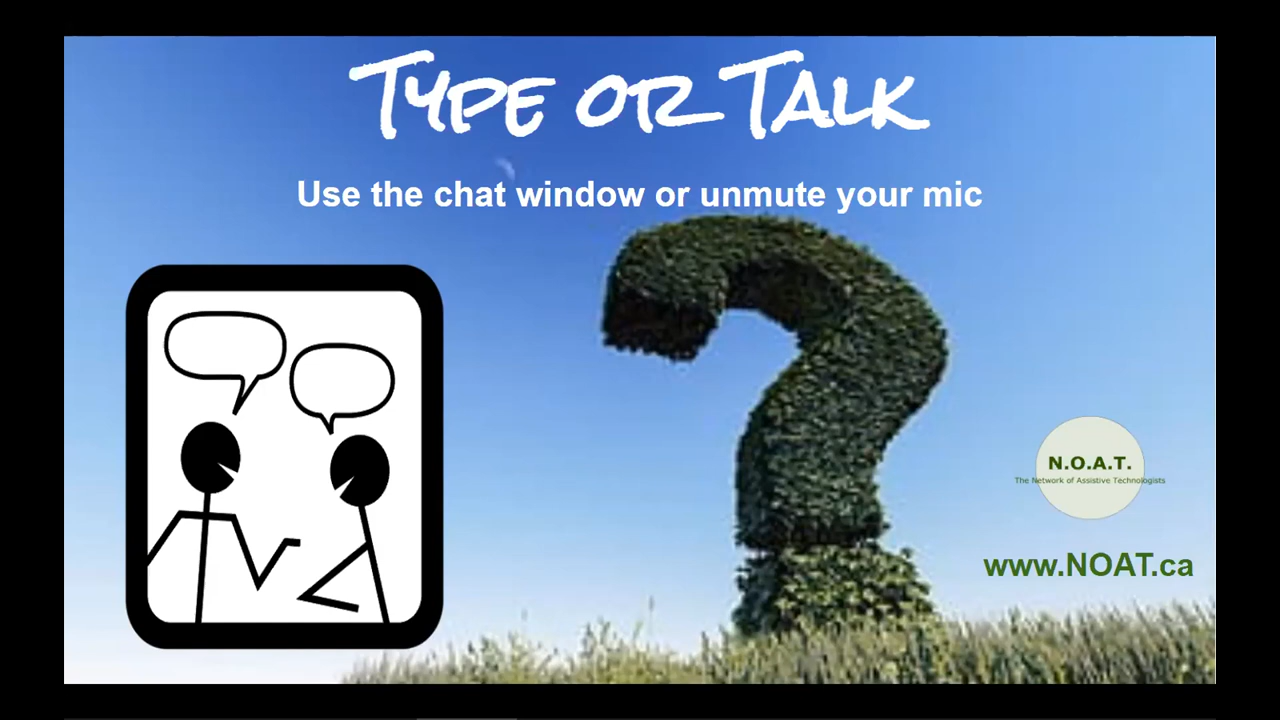 Type or Talk
Use the chat window or unmute your mic
N.O.A.T.
The Network of Assistive Technologists
www.NOAT.ca